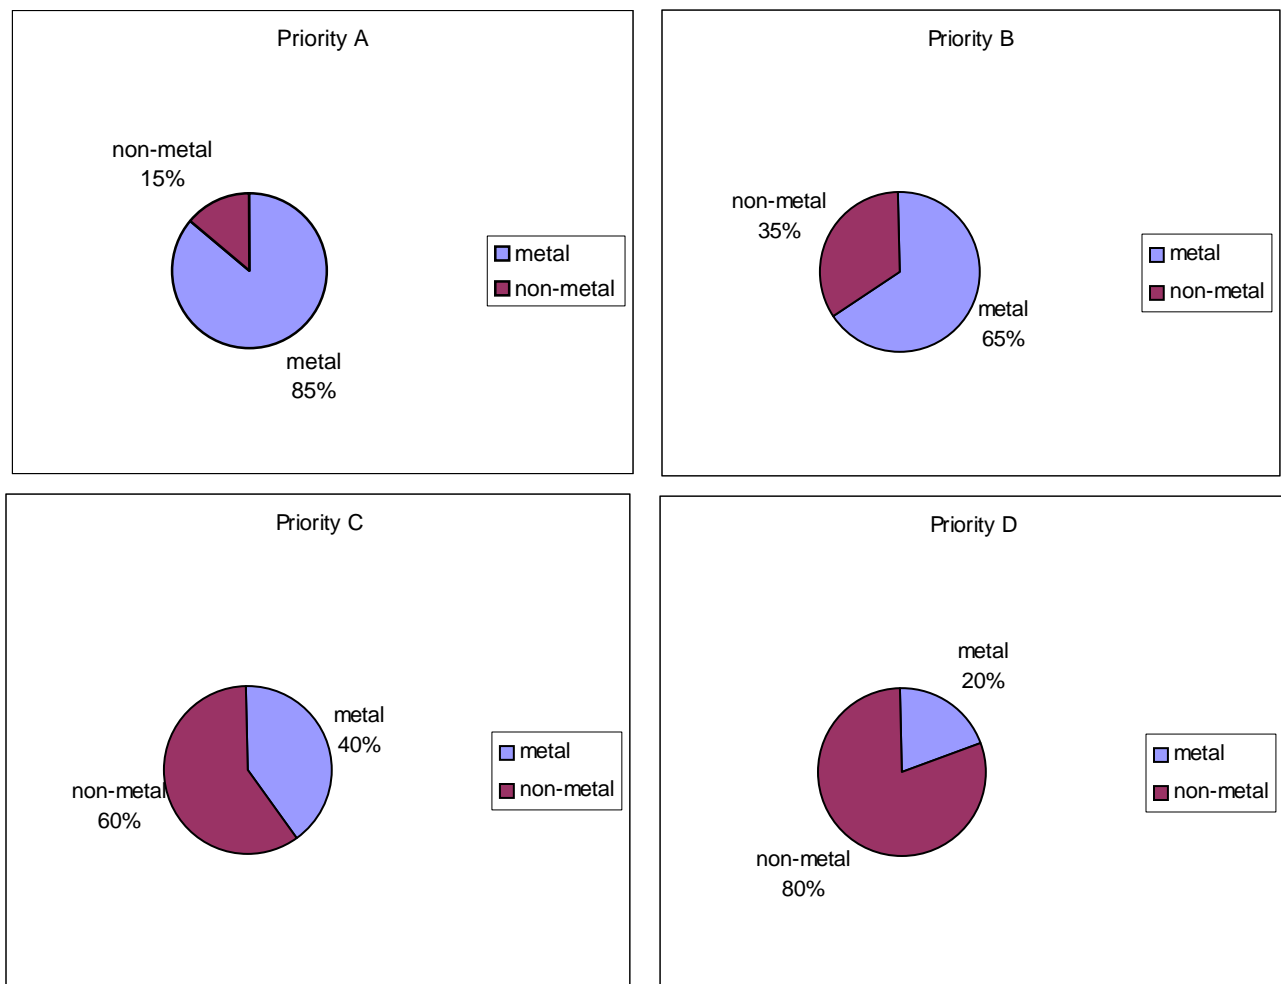 Priority A
non-metal
15%
metal
85%
metal
non-metal
Priority B
non-metal
35%
metal
65%
metal
non-metal
Priority C
metal
40%
non-metal
60%
metal
non-metal
Priority D
metal
20%
non-metal
80%
metal
non-metal